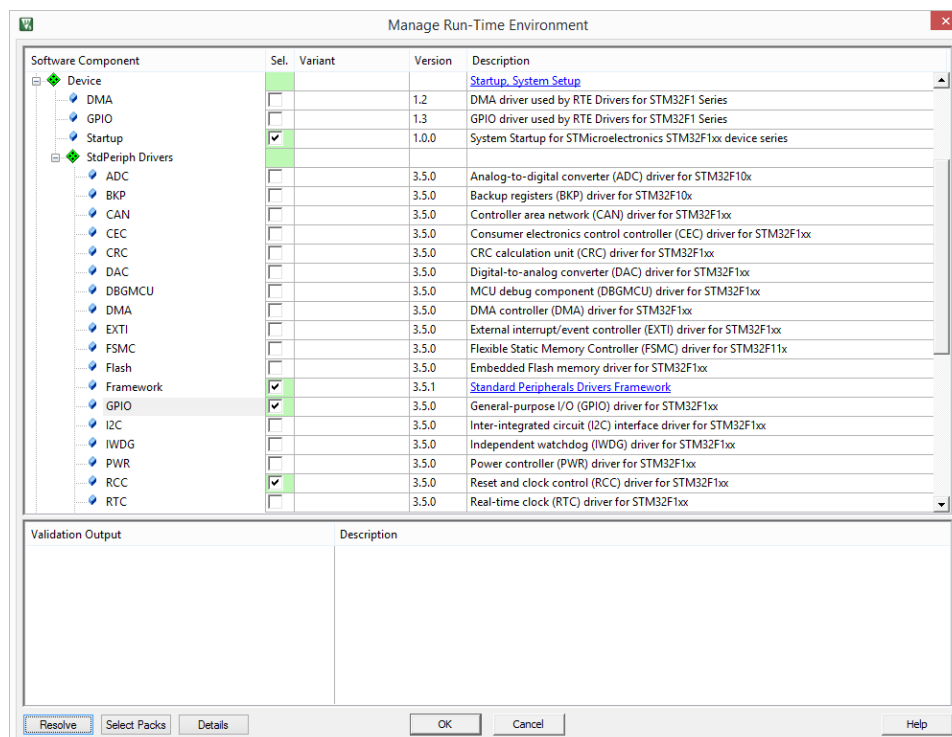 Manage Run-Time Environment
Software Component Sel. Variant Version Description
Device Startup, System Setup
DMA 1.2 DMA driver used by RTE Drivers for STM32F1 Series
GPIO 1.3 GPIO driver used by RTE Drivers for STM32F1 Series
Startup 1.0.0 System Startup for STMicroelectronics STM32F1xx device series
StdPeriph Drivers
ADC 3.5.0 Analog-to-digital converter (ADC) driver for STM32F10x
BKP 3.5.0 Backup registers (BKP) driver for STM32F10x
CAN 3.5.0 Controller area network (CAN) driver for STM32F1xx
CEC 3.5.0 Consumer electronics control controller (CEC) driver for STM32F1xx
CRC 3.5.0 CRC calculation unit (CRC) driver for STM32F1xx
DAC 3.5.0 Digital-to-analog converter (DAC) driver for STM32F1xx
DBGMCU 3.5.0 MCU debug component (DBGMCU) driver for STM32F1xx
DMA 3.5.0 DMA controller (DMA) driver for STM32F1xx
EXTI 3.5.0 External interrupt/event controller (EXTI) driver for STM32F1xx
FSMC 3.5.0 Flexible Static Memory Controller (FSMC) driver for STM32F11x
Flash 3.5.0 Embedded Flash memory driver for STM32F1xx
Framework 3.5.1 Standard Peripherals Drivers Framework
GPIO 3.5.0 General-purpose I/O (GPIO) driver for STM32F1xx
I2C 3.5.0 Inter-integrated circuit (I2C) interface driver for STM32F1xx
IWDG 3.5.0 Independent watchdog (IWDG) driver for STM32F1xx
PWR 3.5.0 Power controller (PWR) driver for STM32F1xx
RCC 3.5.0 Reset and clock control (RCC) driver for STM32F1xx
RTC 3.5.0 Real-time clock (RTC) driver for STM32F1xx
Validation Output Description
Resolve Select Packs Details OK Cancel Help